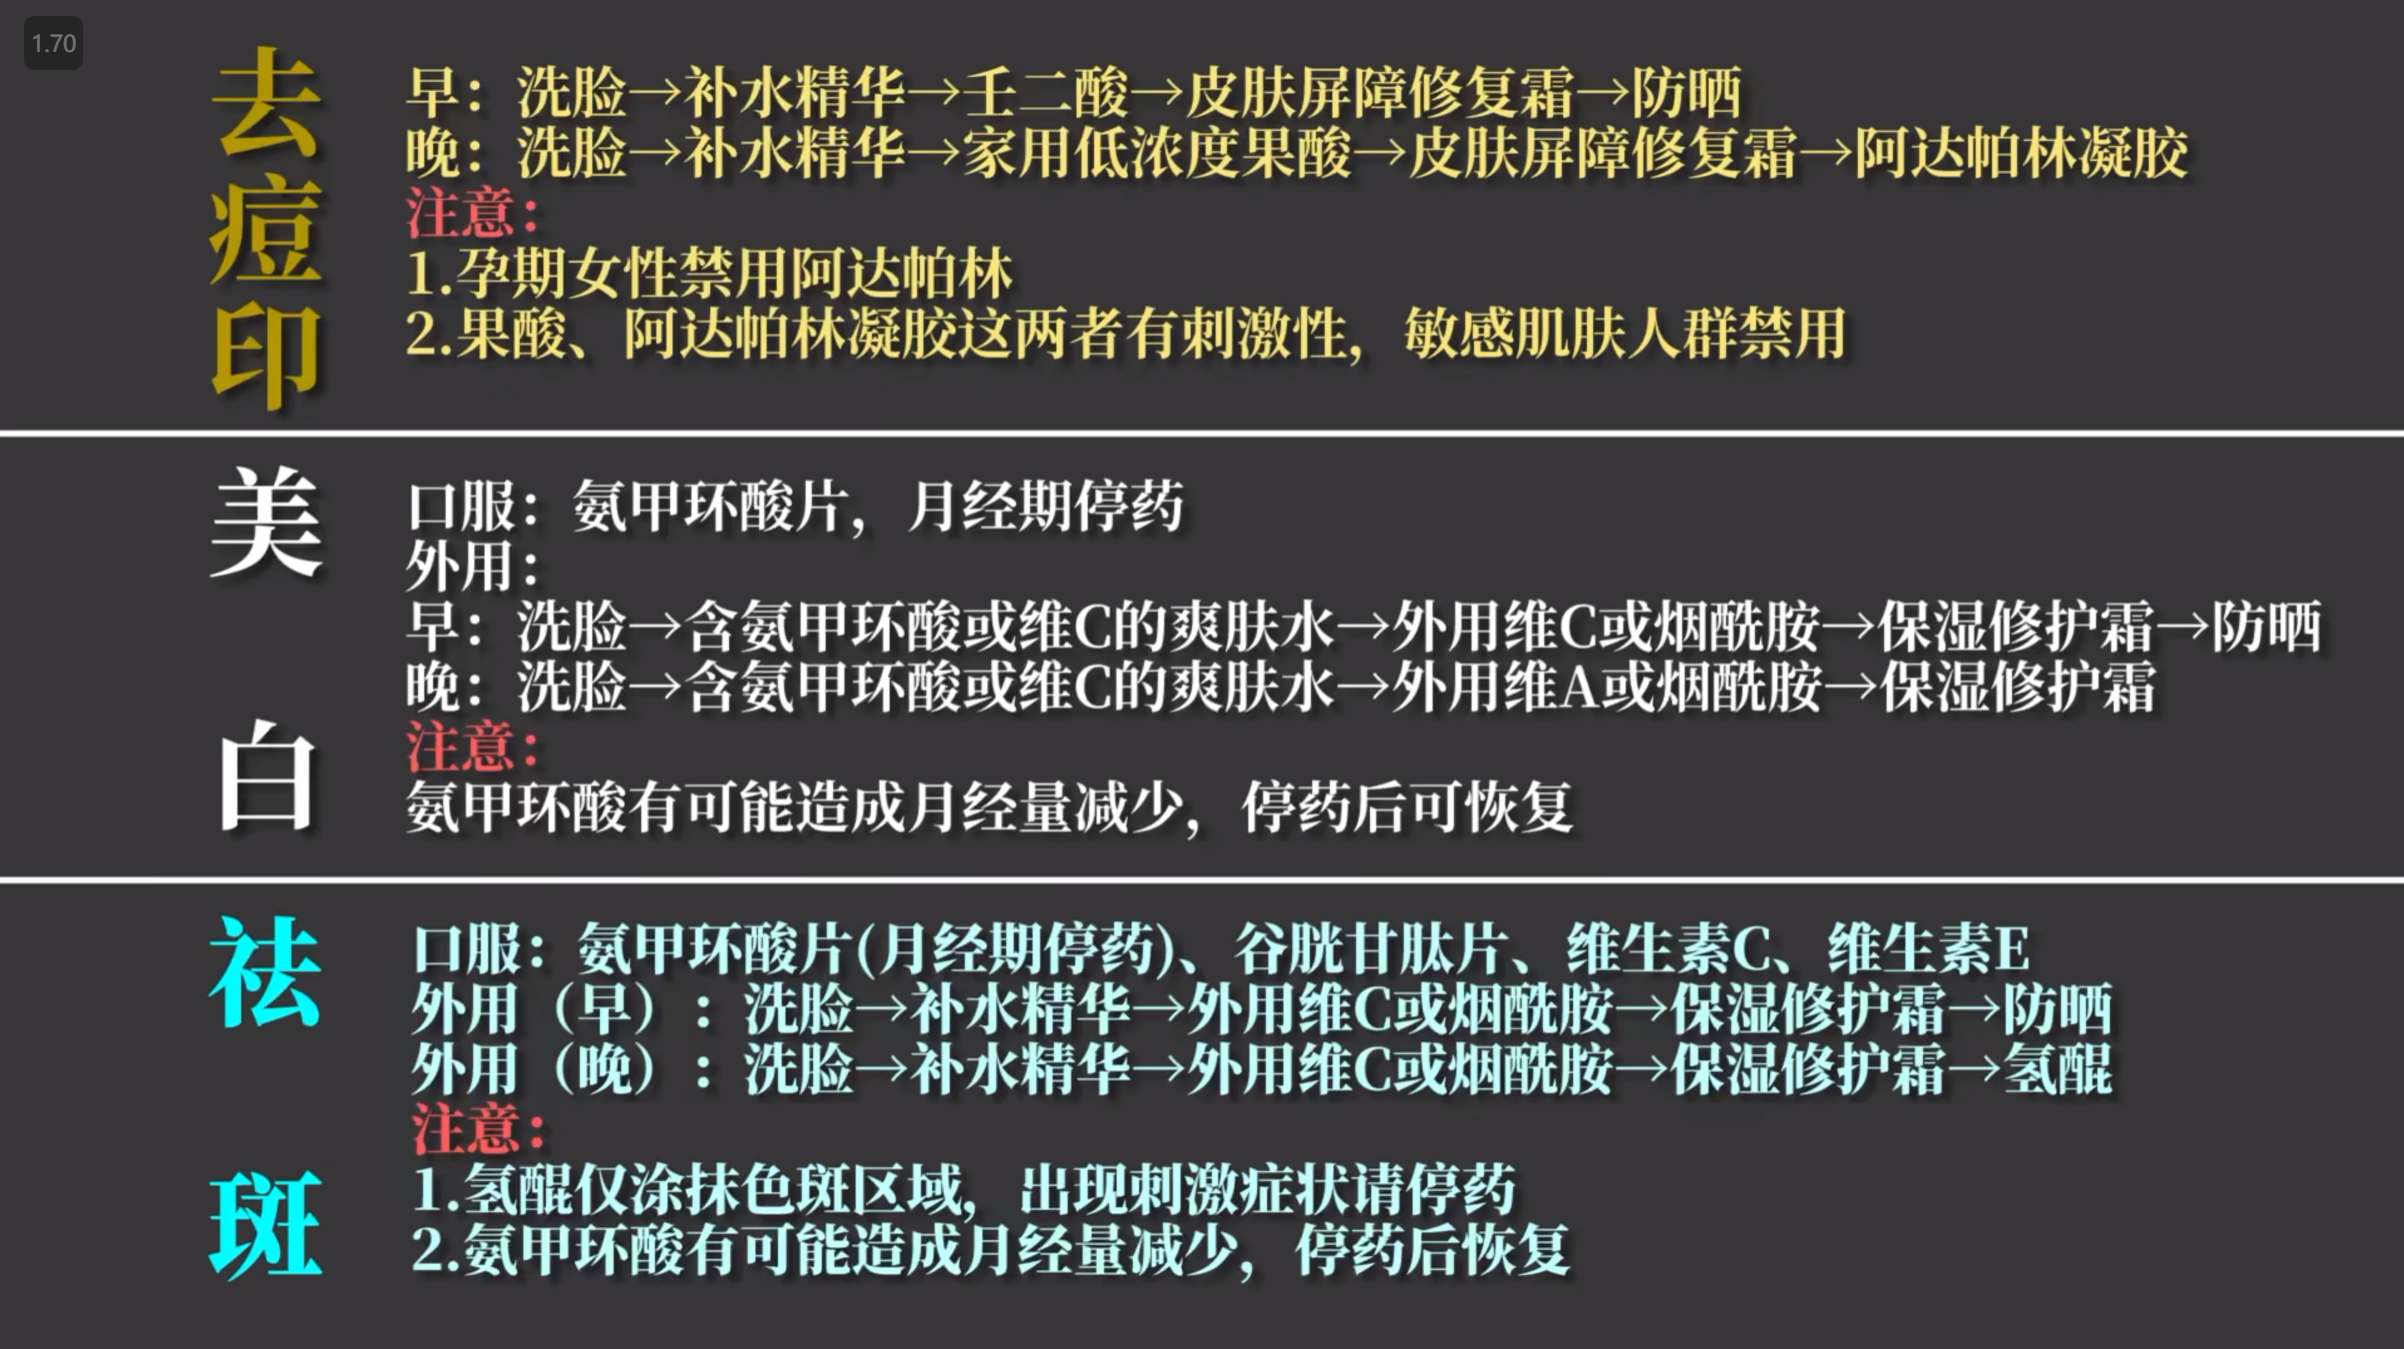 1.70
去痘印
早：洗脸→补水精华→壬二酸→皮肤屏障修复霜→防晒
晚：洗脸→补水精华→家用低浓度果酸→皮肤屏障修复霜→阿达帕林凝胶
注意：
1.孕期女性禁用阿达帕林
2.果酸、阿达帕林凝胶这两者有刺激性，敏感肌肤人群禁用
美白
口服：氨甲环酸片，月经期停药
外用：
早：洗脸→含氨甲环酸或维C的爽肤水→外用维C或烟酰胺→保湿修护霜→防晒
晚：洗脸→含氨甲环酸或维C的爽肤水→外用维A或烟酰胺→保湿修护霜
注意：
氨甲环酸有可能造成月经量减少，停药后可恢复
祛斑
口服：氨甲环酸片(月经期停药)、谷胱甘肽片、维生素C、维生素E
外用（早）：洗脸→补水精华→外用维C或烟酰胺→保湿修护霜→防晒
外用（晚）：洗脸→补水精华→外用维C或烟酰胺→保湿修护霜→氢醌
注意：
1.氢醌仅涂抹色斑区域，出现刺激症状请停药
2.氨甲环酸有可能造成月经量减少，停药后恢复